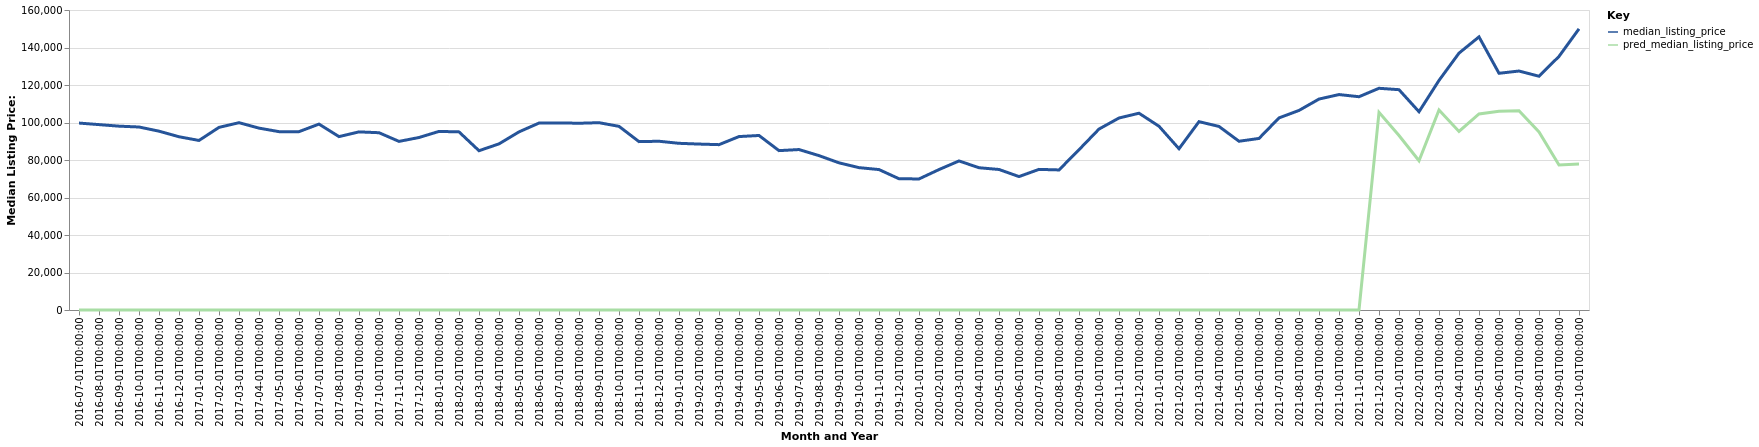 160,000
140,000
120,000
100,000
80,000
60,000
40,000
20,000
0
Median Listing Price:
2016-07-01T00:00:00
2016-08-01T00:00:00
2016-09-01T00:00:00
2016-10-01T00:00:00
2016-11-01T00:00:00
2016-12-01T00:00:00
2017-01-01T00:00:00
2017-02-01T00:00:00
2017-03-01T00:00:00
2017-04-01T00:00:00
2017-05-01T00:00:00
2017-06-01T00:00:00
2017-07-01T00:00:00
2017-08-01T00:00:00
2017-09-01T00:00:00
2017-10-01T00:00:00
2017-11-01T00:00:00
2017-12-01T00:00:00
2018-01-01T00:00:00
2018-02-01T00:00:00
2018-03-01T00:00:00
2018-04-01T00:00:00
2018-05-01T00:00:00
2018-06-01T00:00:00
2018-07-01T00:00:00
2018-08-01T00:00:00
2018-09-01T00:00:00
2018-10-01T00:00:00
2018-11-01T00:00:00
2018-12-01T00:00:00
2019-01-01T00:00:00
2019-02-01T00:00:00
2019-03-01T00:00:00
2019-04-01T00:00:00
2019-05-01T00:00:00
2019-06-01T00:00:00
2019-07-01T00:00:00
2019-08-01T00:00:00
2019-09-01T00:00:00
2019-10-01T00:00:00
2019-11-01T00:00:00
2019-12-01T00:00:00
2020-01-01T00:00:00
2020-02-01T00:00:00
2020-03-01T00:00:00
2020-04-01T00:00:00
2020-05-01T00:00:00
2020-06-01T00:00:00
2020-07-01T00:00:00
2020-08-01T00:00:00
2020-09-01T00:00:00
2020-10-01T00:00:00
2020-11-01T00:00:00
2020-12-01T00:00:00
2021-01-01T00:00:00
2021-02-01T00:00:00
2021-03-01T00:00:00
2021-04-01T00:00:00
2021-05-01T00:00:00
2021-06-01T00:00:00
2021-07-01T00:00:00
2021-08-01T00:00:00
2021-09-01T00:00:00
2021-10-01T00:00:00
2021-11-01T00:00:00
2021-12-01T00:00:00
2022-01-01T00:00:00
2022-02-01T00:00:00
2022-03-01T00:00:00
2022-04-01T00:00:00
2022-05-01T00:00:00
2022-06-01T00:00:00
2022-07-01T00:00:00
2022-08-01T00:00:00
2022-09-01T00:00:00
2022-10-01T00:00:00
Month and Year
Key
median_listing_price
pred_median_listing_price